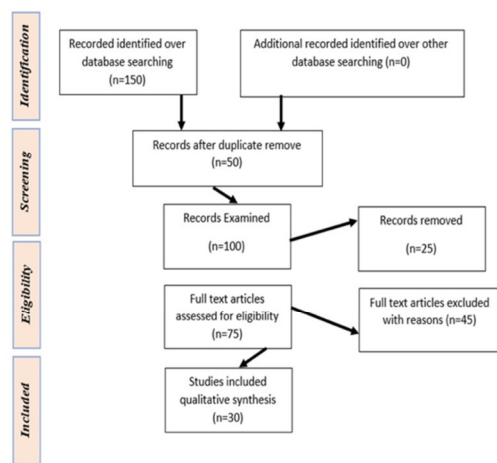 Identification
Recorded identified over
database searching
(n=150)
Additional recorded identified over other
database searching (n=0)
Screening
Records after duplicate remove
(n=50)
Records Examined
(n=100)
Records removed
(n=25)
Eligibility
Full text articles
assessed for eligibility
(n=75)
Full text articles excluded
with reasons (n=45)
Included
Studies included
qualitative synthesis
(n=30)